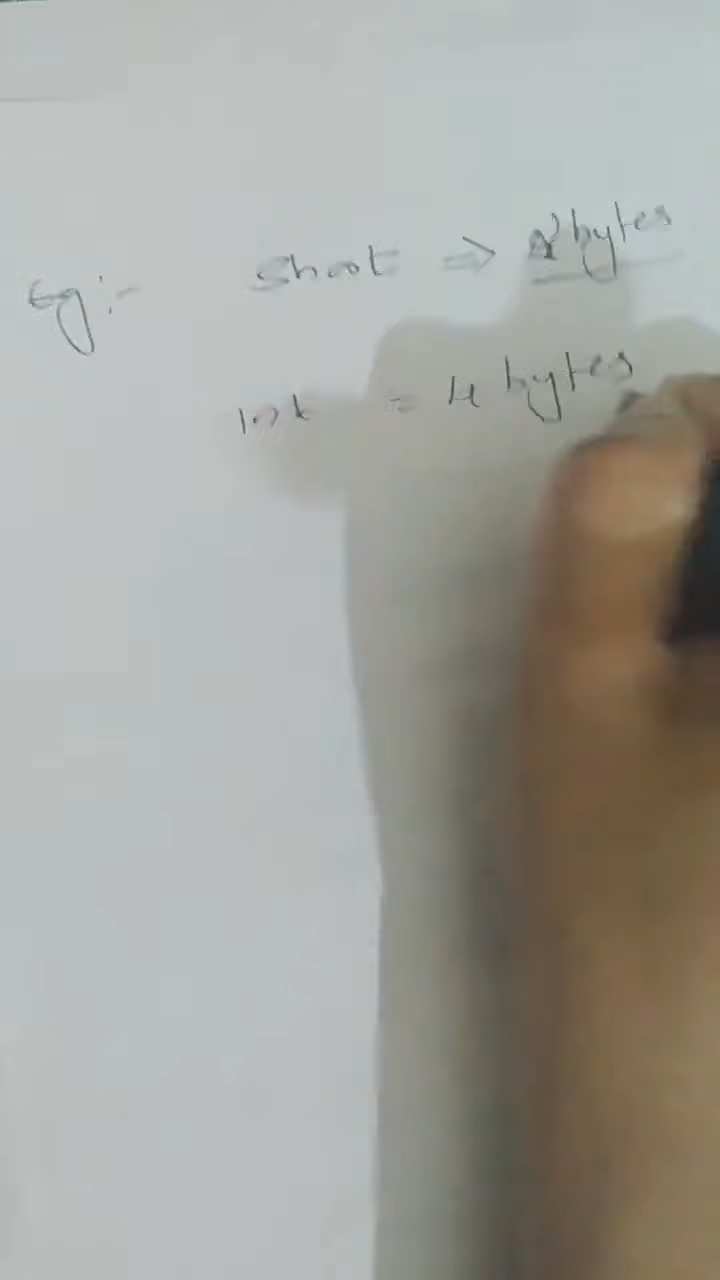 Eg:- Short => 2 bytes
int = 4 bytes